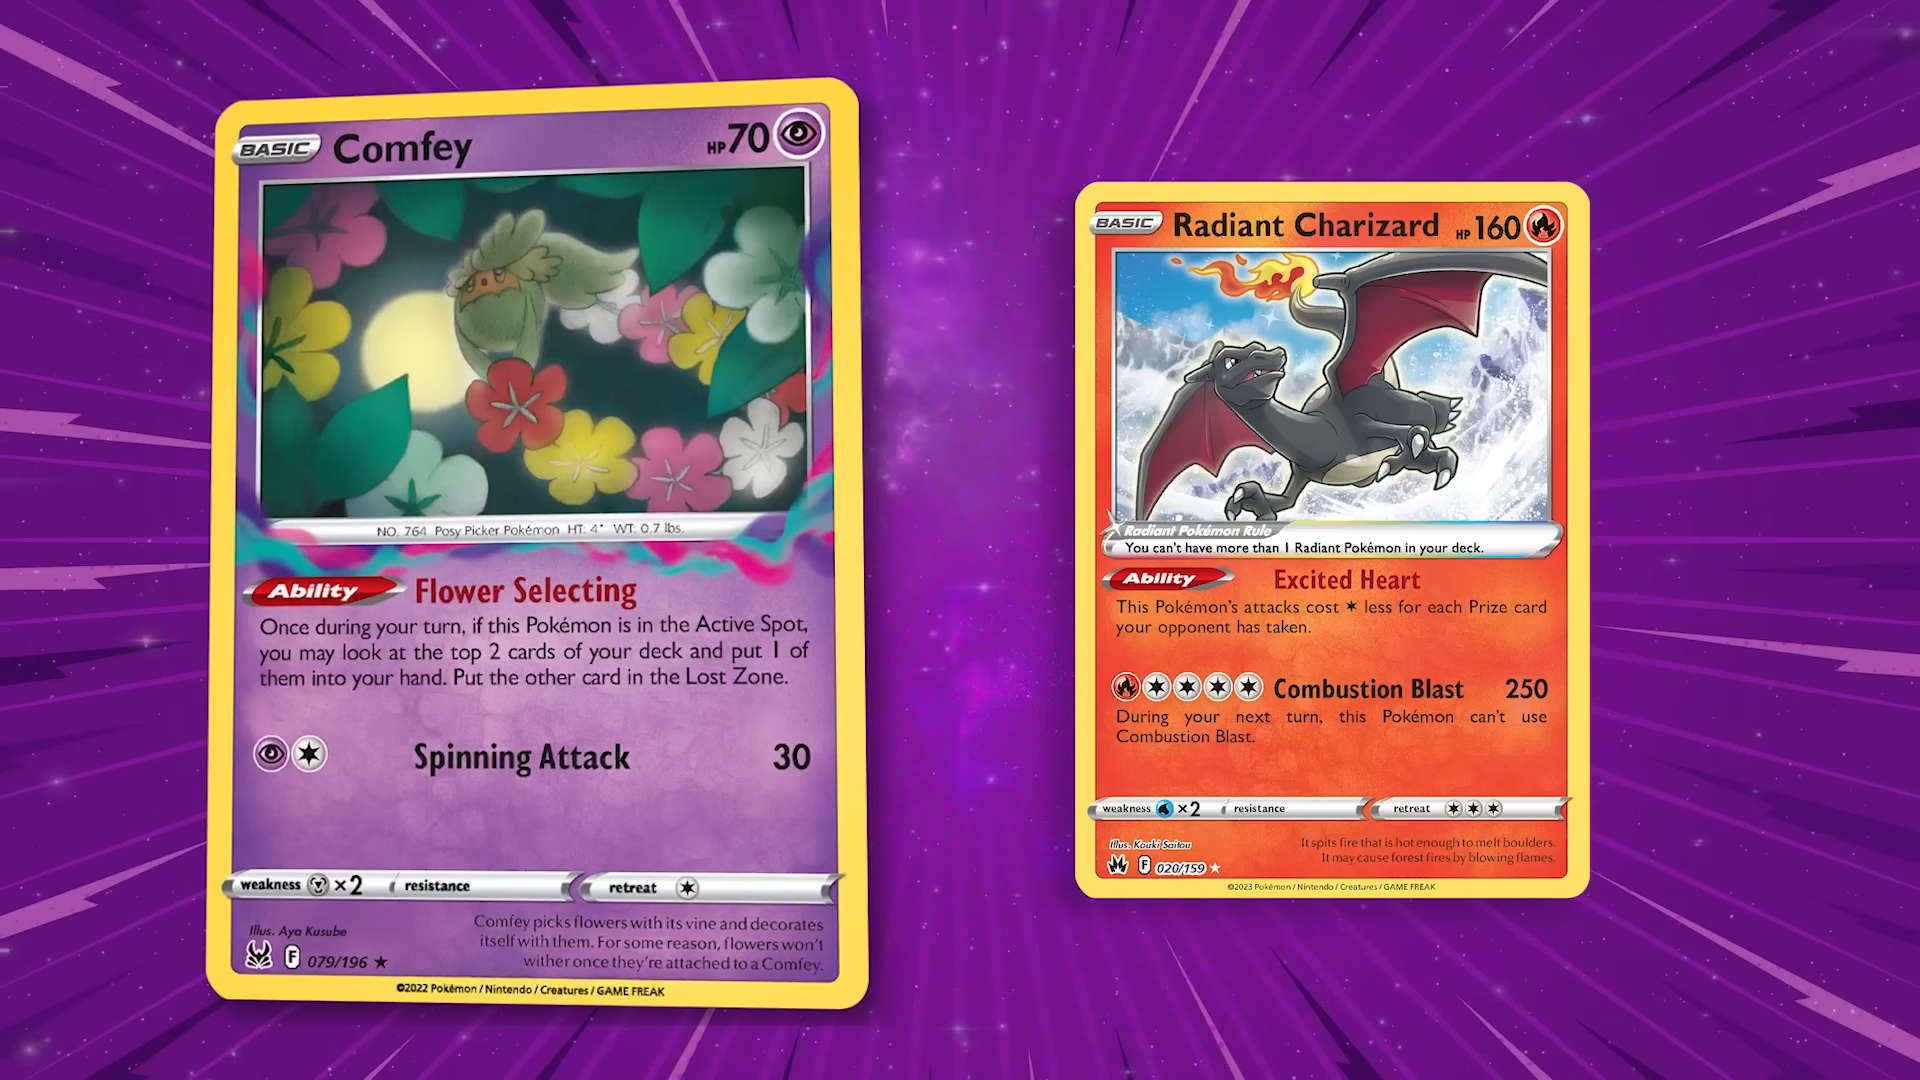 BASIC Comfey HP 70
NO. 764 Posy Picker Pokémon HT: 4" WT: 0.7 lbs.
Ability Flower Selecting
Once during your turn, if this Pokémon is in the Active Spot,
you may look at the top 2 cards of your deck and put 1 of
them into your hand. Put the other card in the Lost Zone.
Spinning Attack 30
weakness ×2 resistance retreat
Illus. Aya Kusube
F 079/196 ★
Comfey picks flowers with its vine and decorates
itself with them. For some reason, flowers won't
wither once they're attached to a Comfey.
©2022 Pokémon / Nintendo / Creatures / GAME FREAK
BASIC Radiant Charizard HP 160
Radiant Pokémon Rule
You can't have more than 1 Radiant Pokémon in your deck.
Ability Excited Heart
This Pokémon's attacks cost ✶ less for each Prize card
your opponent has taken.
Combustion Blast 250
During your next turn, this Pokémon can't use
Combustion Blast.
weakness ×2 resistance retreat
Illus. Kouki Saitou
F 020/159 ★
It spits fire that is hot enough to melt boulders.
It may cause forest fires by blowing flames.
©2023 Pokémon / Nintendo / Creatures / GAME FREAK